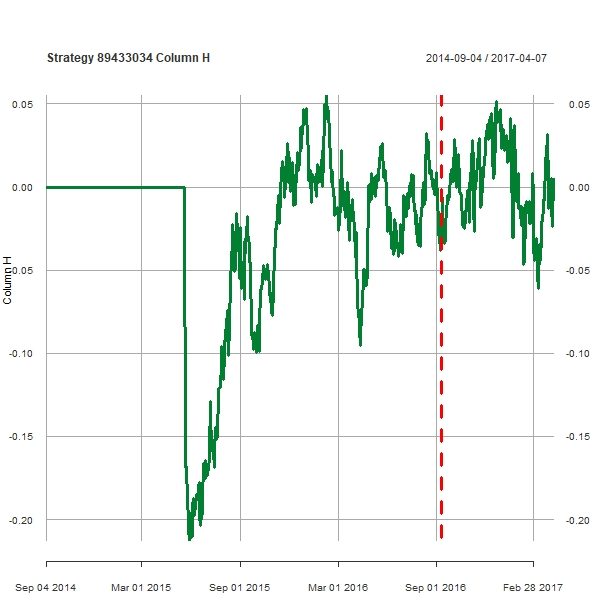 Strategy 89433034 Column H
2014-09-04 / 2017-04-07
0.05
0.05
0.00
0.00
-0.05
-0.05
Column H
-0.10
-0.10
-0.15
-0.15
-0.20
-0.20
Sep 04 2014
Mar 01 2015
Sep 01 2015
Mar 01 2016
Sep 01 2016
Feb 28 2017